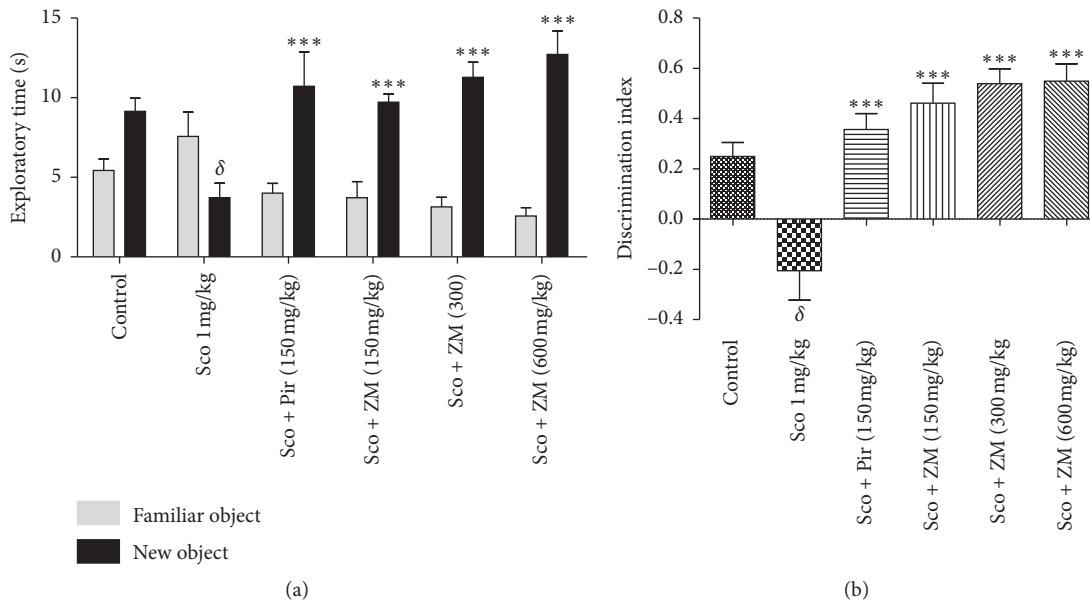 Exploratory time (s)
15
10
5
0
***
***
***
***
δ
Control
Sco 1 mg/kg
Sco + Pir (150 mg/kg)
Sco + ZM (150 mg/kg)
Sco + ZM (300)
Sco + ZM (600 mg/kg)
Familiar object
New object
(a)
Discrimination index
0.8
0.6
0.4
0.2
0.0
−0.2
−0.4
***
***
***
***
δ
Control
Sco 1 mg/kg
Sco + Pir (150 mg/kg)
Sco + ZM (150 mg/kg)
Sco + ZM (300 mg/kg)
Sco + ZM (600 mg/kg)
(b)